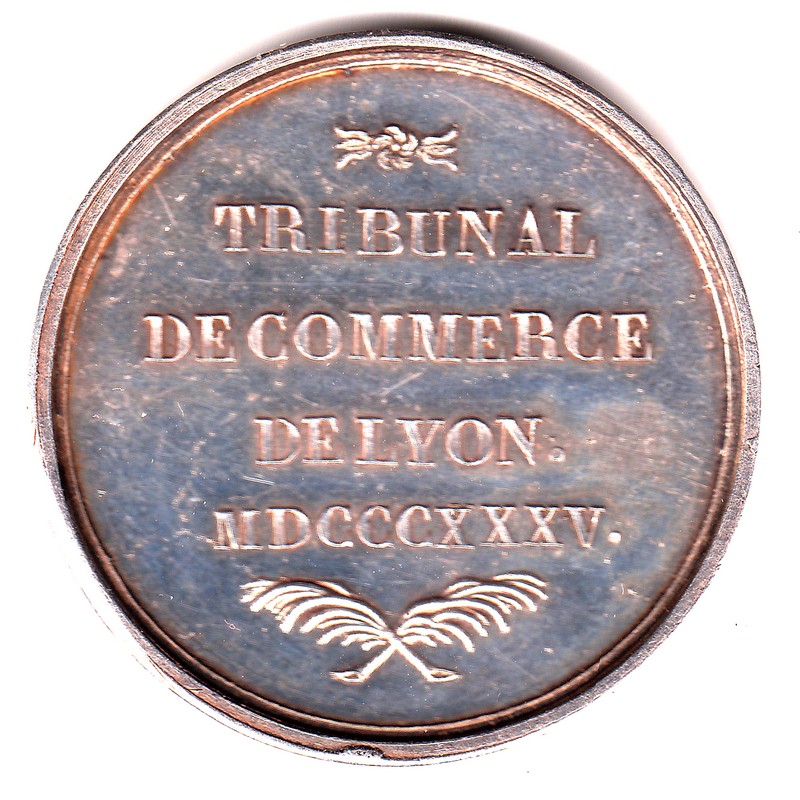 TRIBUNAL
DE COMMERCE
DE LYON.
MDCCCXXXV.